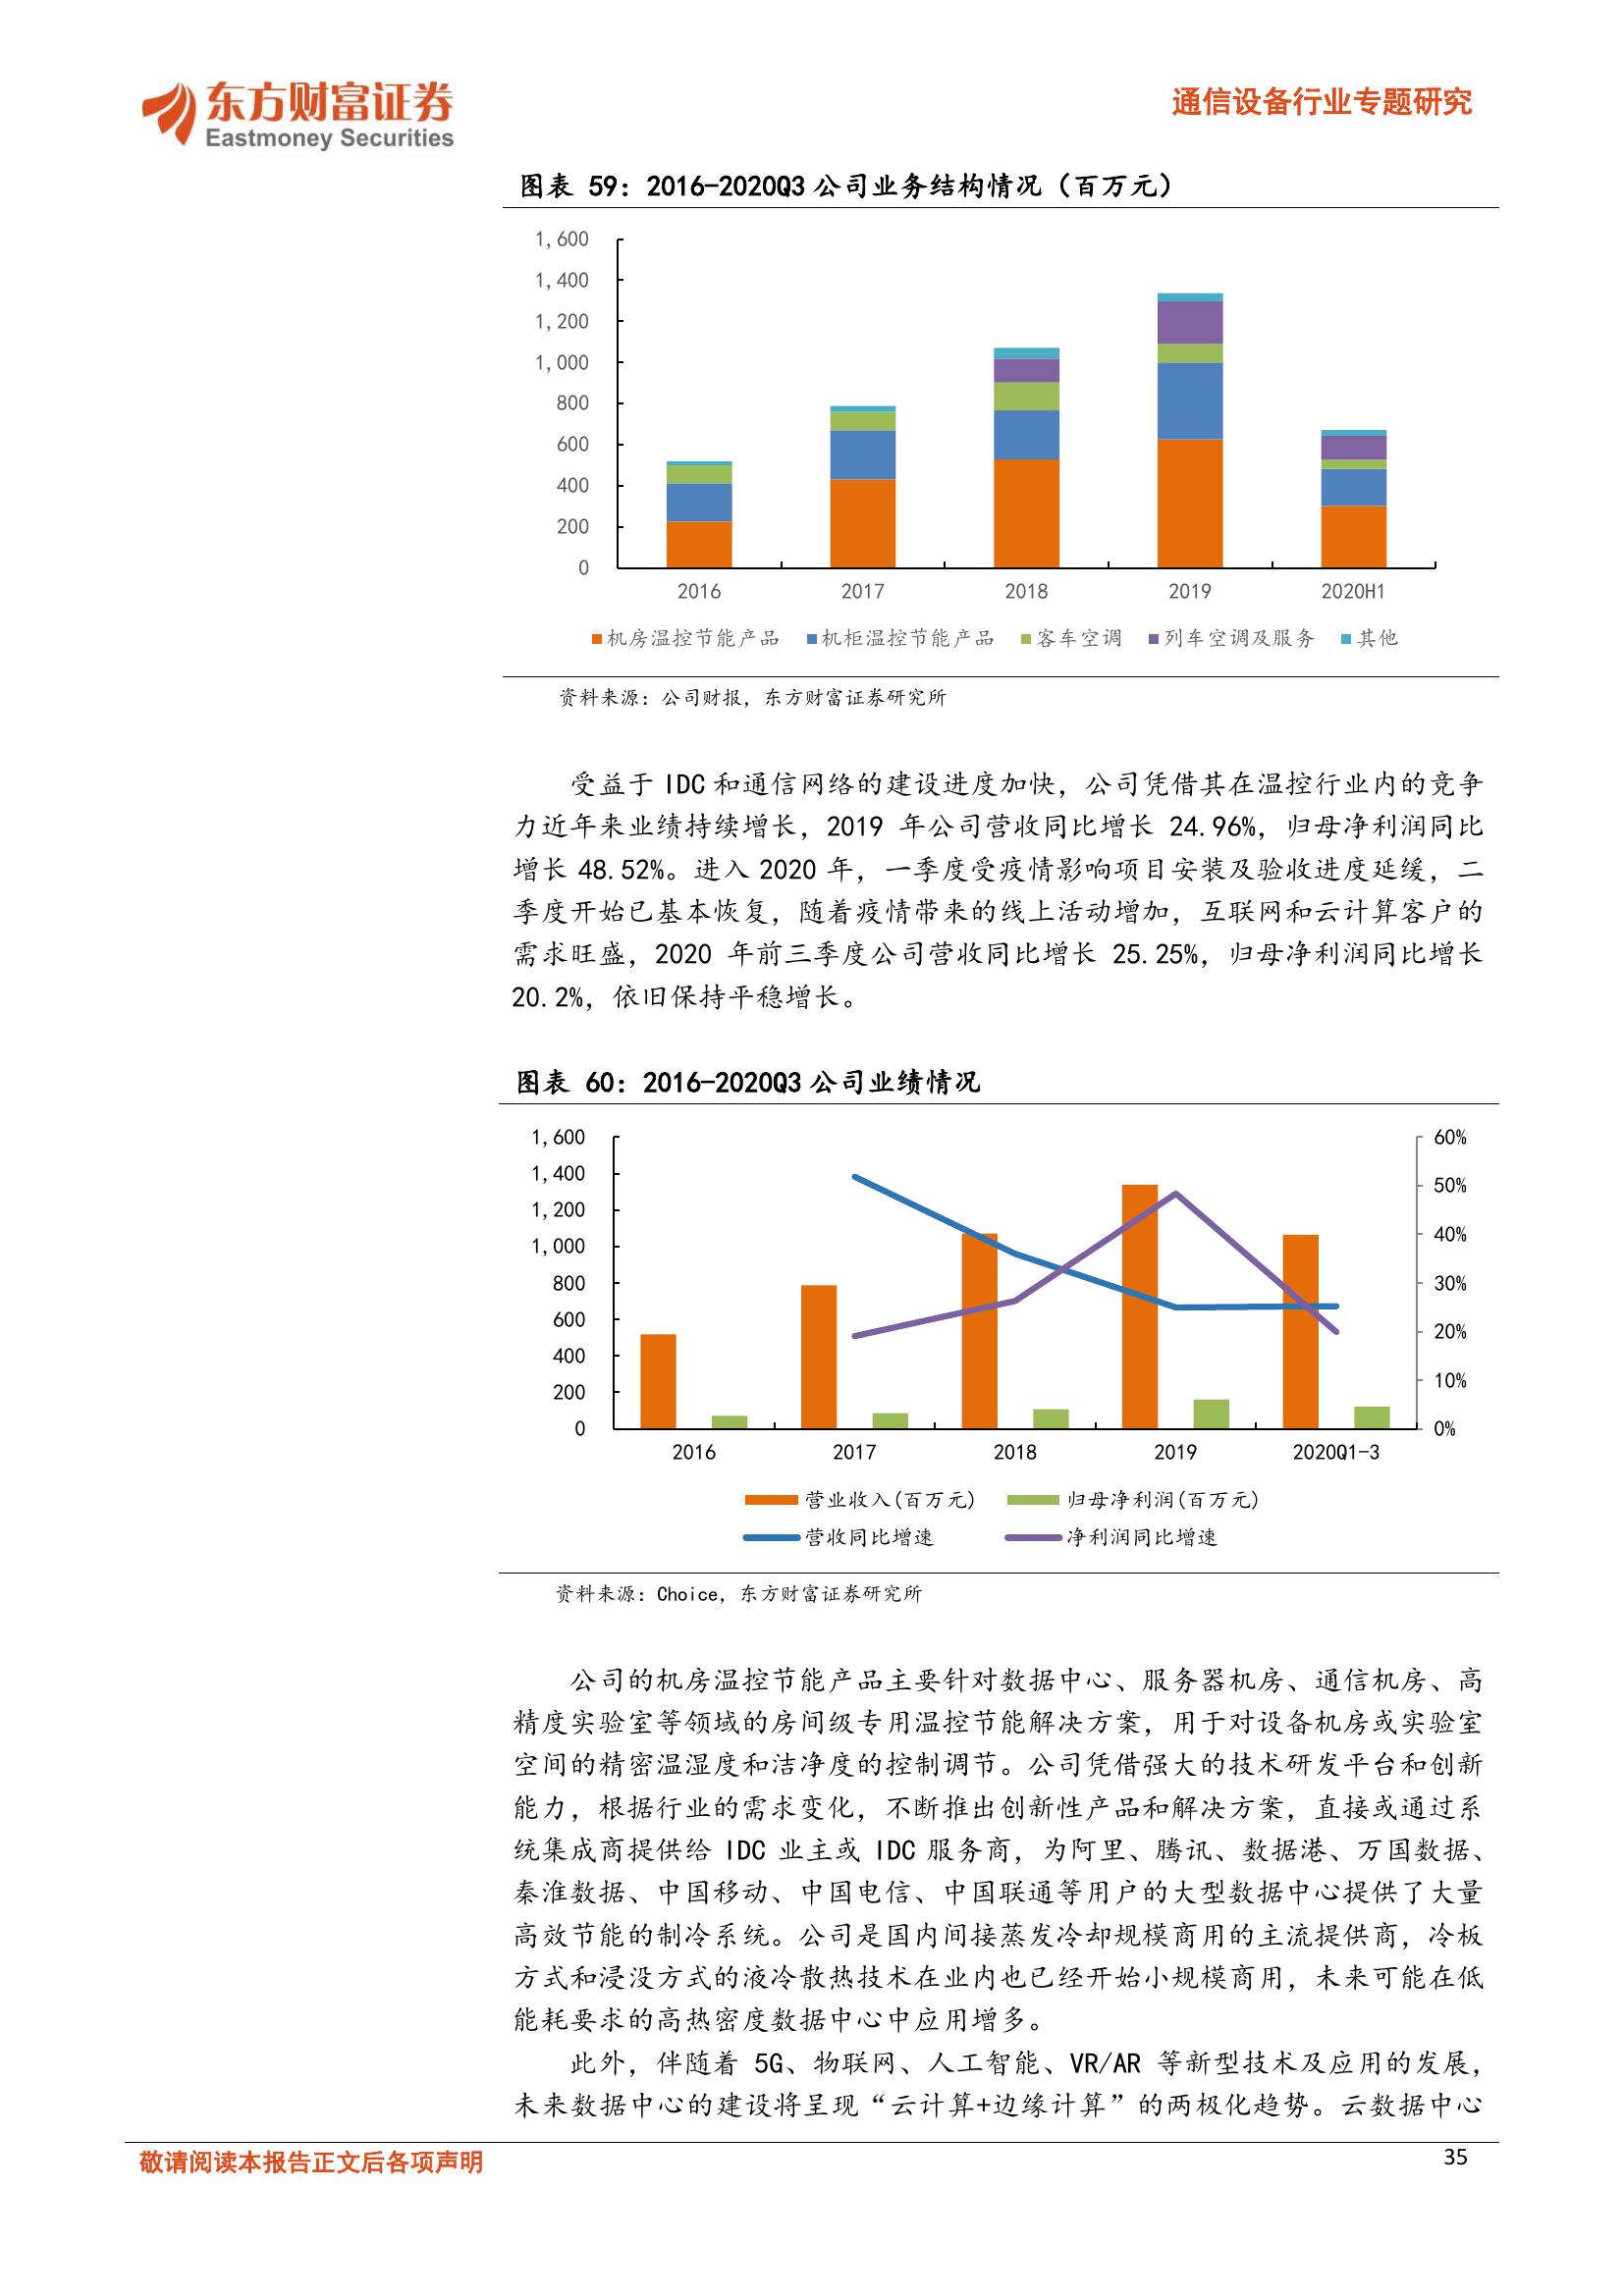 东方财富证券
Eastmoney Securities
通信设备行业专题研究
图表 59：2016-2020Q3 公司业务结构情况（百万元）
1,600
1,400
1,200
1,000
800
600
400
200
0
2016 2017 2018 2019 2020H1
机房温控节能产品 机柜温控节能产品 客车空调 列车空调及服务 其他
资料来源：公司财报，东方财富证券研究所
受益于 IDC 和通信网络的建设进度加快，公司凭借其在温控行业内的竞争
力近年来业绩持续增长，2019 年公司营收同比增长 24.96%，归母净利润同比
增长 48.52%。进入 2020 年，一季度受疫情影响项目安装及验收进度延缓，二
季度开始已基本恢复，随着疫情带来的线上活动增加，互联网和云计算客户的
需求旺盛，2020 年前三季度公司营收同比增长 25.25%，归母净利润同比增长
20.2%，依旧保持平稳增长。
图表 60：2016-2020Q3 公司业绩情况
1,600 60%
1,400 50%
1,200 40%
1,000 30%
800 20%
600 10%
400 0%
200
0
2016 2017 2018 2019 2020Q1-3
营业收入(百万元) 归母净利润(百万元)
营收同比增速 净利润同比增速
资料来源：Choice，东方财富证券研究所
公司的机房温控节能产品主要针对数据中心、服务器机房、通信机房、高
精度实验室等领域的房间级专用温控节能解决方案，用于对设备机房或实验室
空间的精密温湿度和洁净度的控制调节。公司凭借强大的技术研发平台和创新
能力，根据行业的需求变化，不断推出创新性产品和解决方案，直接或通过系
统集成商提供给 IDC 业主或 IDC 服务商，为阿里、腾讯、数据港、万国数据、
秦淮数据、中国移动、中国电信、中国联通等用户的大型数据中心提供了大量
高效节能的制冷系统。公司是国内间接蒸发冷却规模商用的主流提供商，冷板
方式和浸没方式的液冷散热技术在业内也已经开始小规模商用，未来可能在低
能耗要求的高热密度数据中心中应用增多。
此外，伴随着 5G、物联网、人工智能、VR/AR 等新型技术及应用的发展，
未来数据中心的建设将呈现“云计算+边缘计算”的两极化趋势。云数据中心
敬请阅读本报告正文后各项声明
35